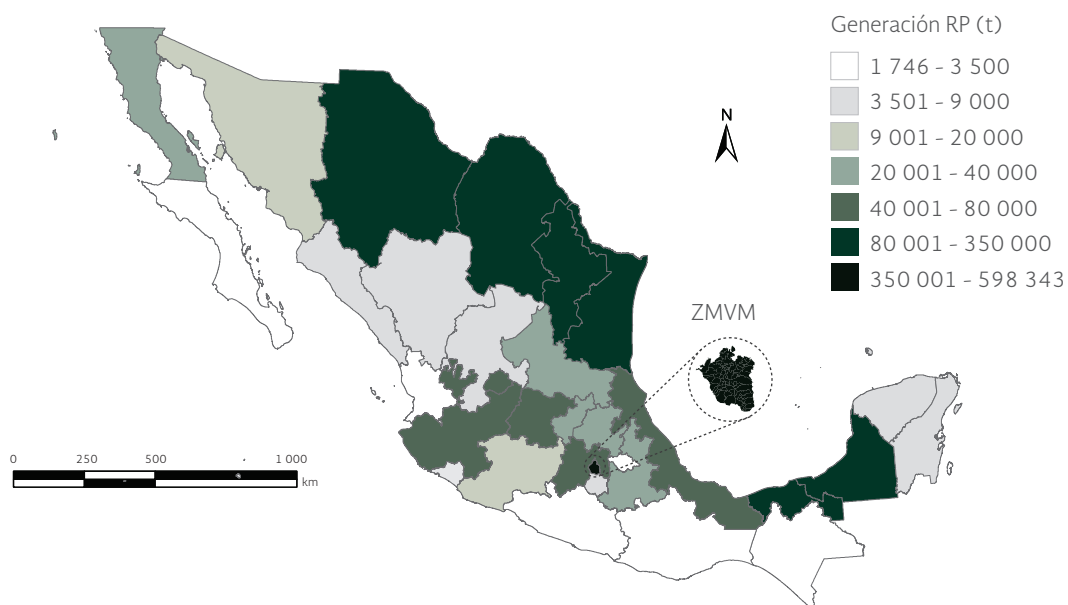 Generación RP (t)
1 746 - 3 500
3 501 - 9 000
9 001 - 20 000
20 001 - 40 000
40 001 - 80 000
80 001 - 350 000
350 001 - 598 343
N
ZMVM
0 250 500 1 000
km